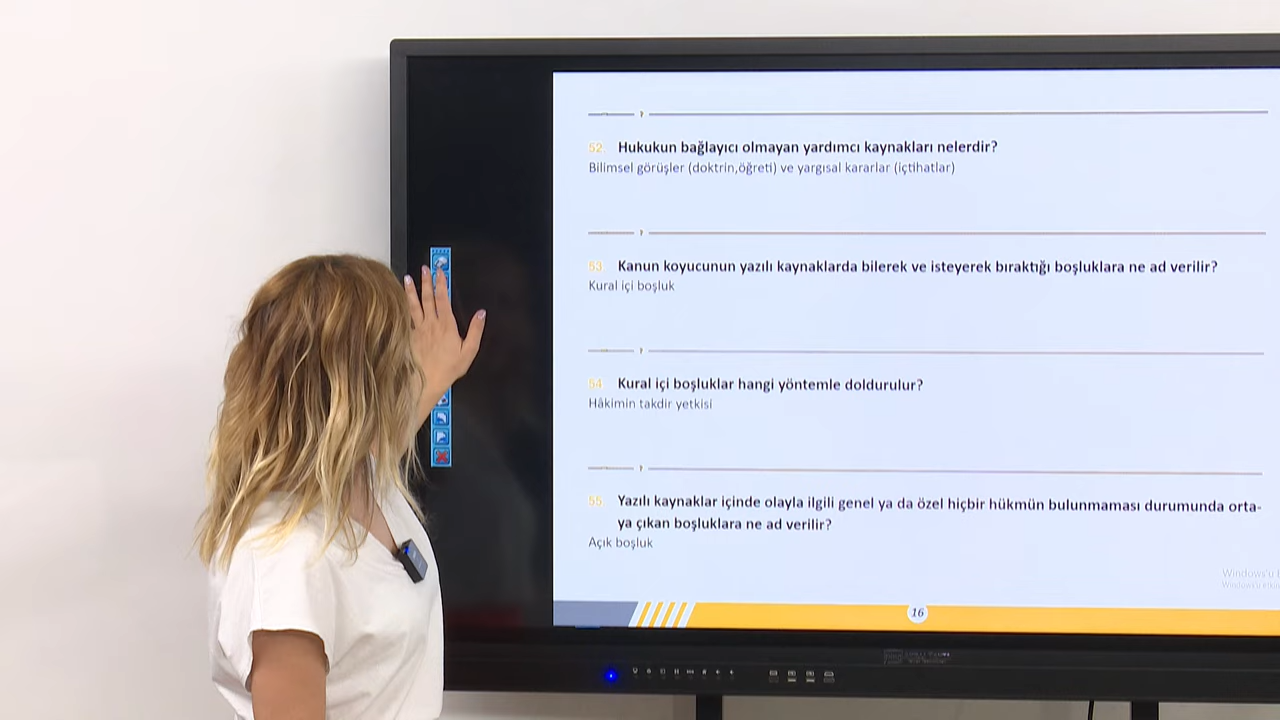 52. Hukukun bağlayıcı olmayan yardımcı kaynakları nelerdir?
Bilimsel görüşler (doktrin,öğreti) ve yargısal kararlar (içtihatlar)
53. Kanun koyucunun yazılı kaynaklarda bilerek ve isteyerek bıraktığı boşluklara ne ad verilir?
Kural içi boşluk
54. Kural içi boşluklar hangi yöntemle doldurulur?
Hâkimin takdir yetkisi
55. Yazılı kaynaklar içinde olayla ilgili genel ya da özel hiçbir hükmün bulunmaması durumunda orta-
ya çıkan boşluklara ne ad verilir?
Açık boşluk
Windows'u
16